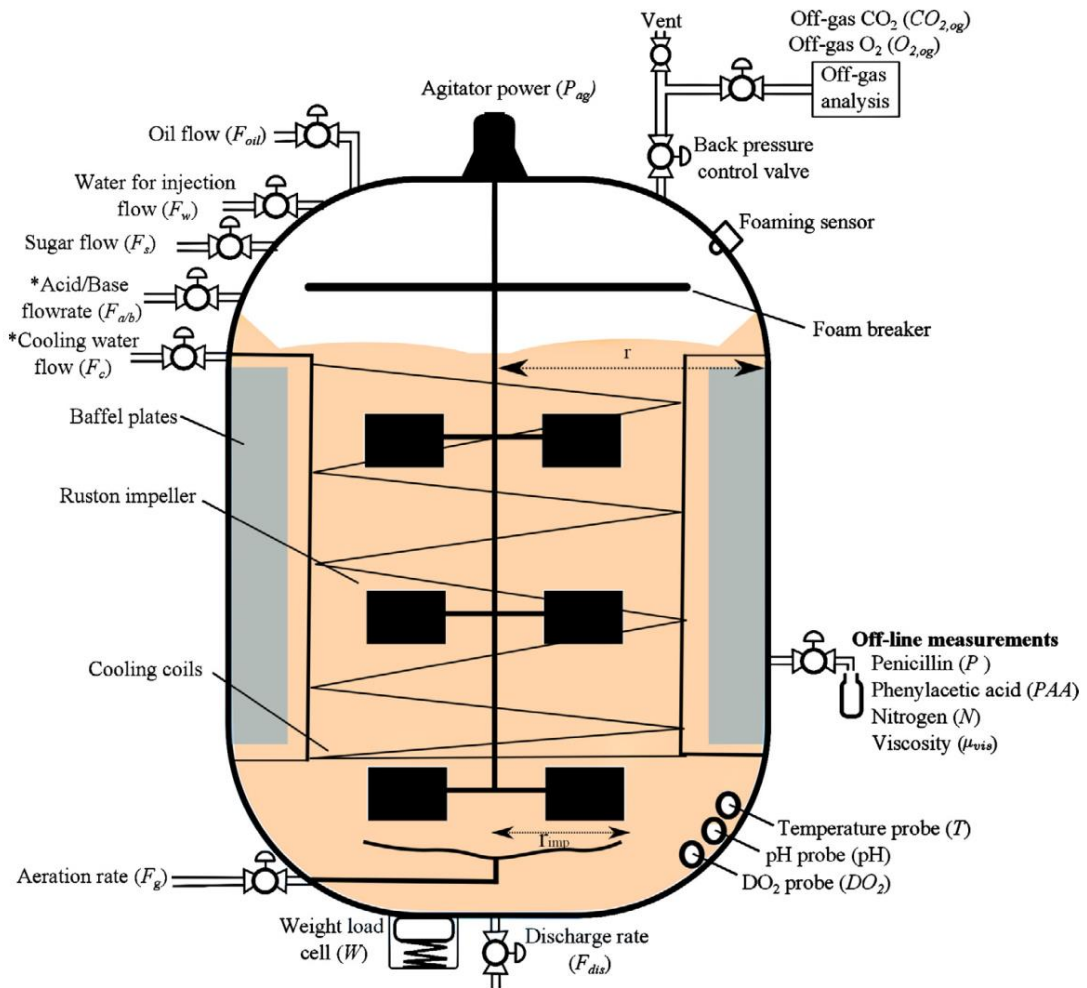 Vent
Off-gas CO₂ (CO₂,og)
Off-gas O₂ (O₂,og)
Off-gas
analysis
Agitator power (Pag)
Oil flow (Foil)
Back pressure
control valve
Water for injection
flow (Fw)
Foaming sensor
Sugar flow (Fs)
*Acid/Base
flowrate (Fa/b)
Foam breaker
*Cooling water
flow (Fc)
r
Baffel plates
Ruston impeller
Cooling coils
Off-line measurements
Penicillin (P )
Phenylacetic acid (PAA)
Nitrogen (N)
Viscosity (μvis)
Temperature probe (T)
pH probe (pH)
DO₂ probe (DO₂)
rimp
Aeration rate (Fg)
Weight load
cell (W)
Discharge rate
(Fdis)